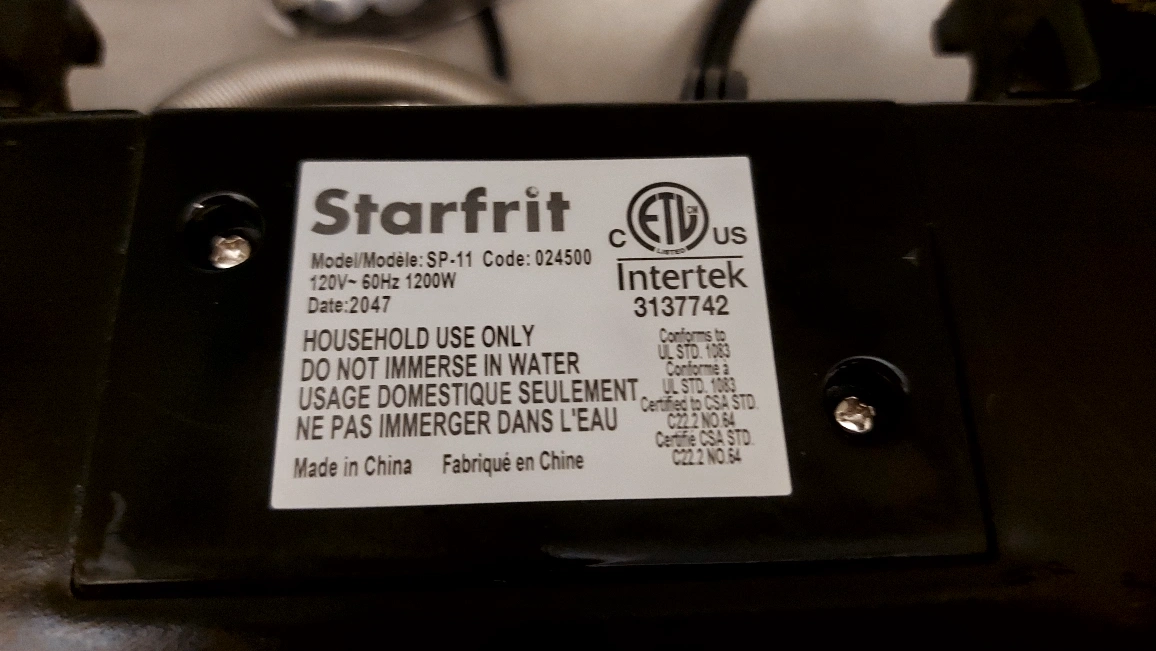 Starfrit
Model/Modèle: SP-11 Code: 024500
120V~ 60Hz 1200W
Date:2047
HOUSEHOLD USE ONLY
DO NOT IMMERSE IN WATER
USAGE DOMESTIQUE SEULEMENT
NE PAS IMMERGER DANS L'EAU
Made in China Fabriqué en Chine
ETL CM
LISTED
C US
Intertek
3137742
Conforms to
UL STD. 1083
Conforme à
UL STD. 1083
Certified to CSA STD.
C22.2 NO.64
Certifié CSA STD.
C22.2 NO.64